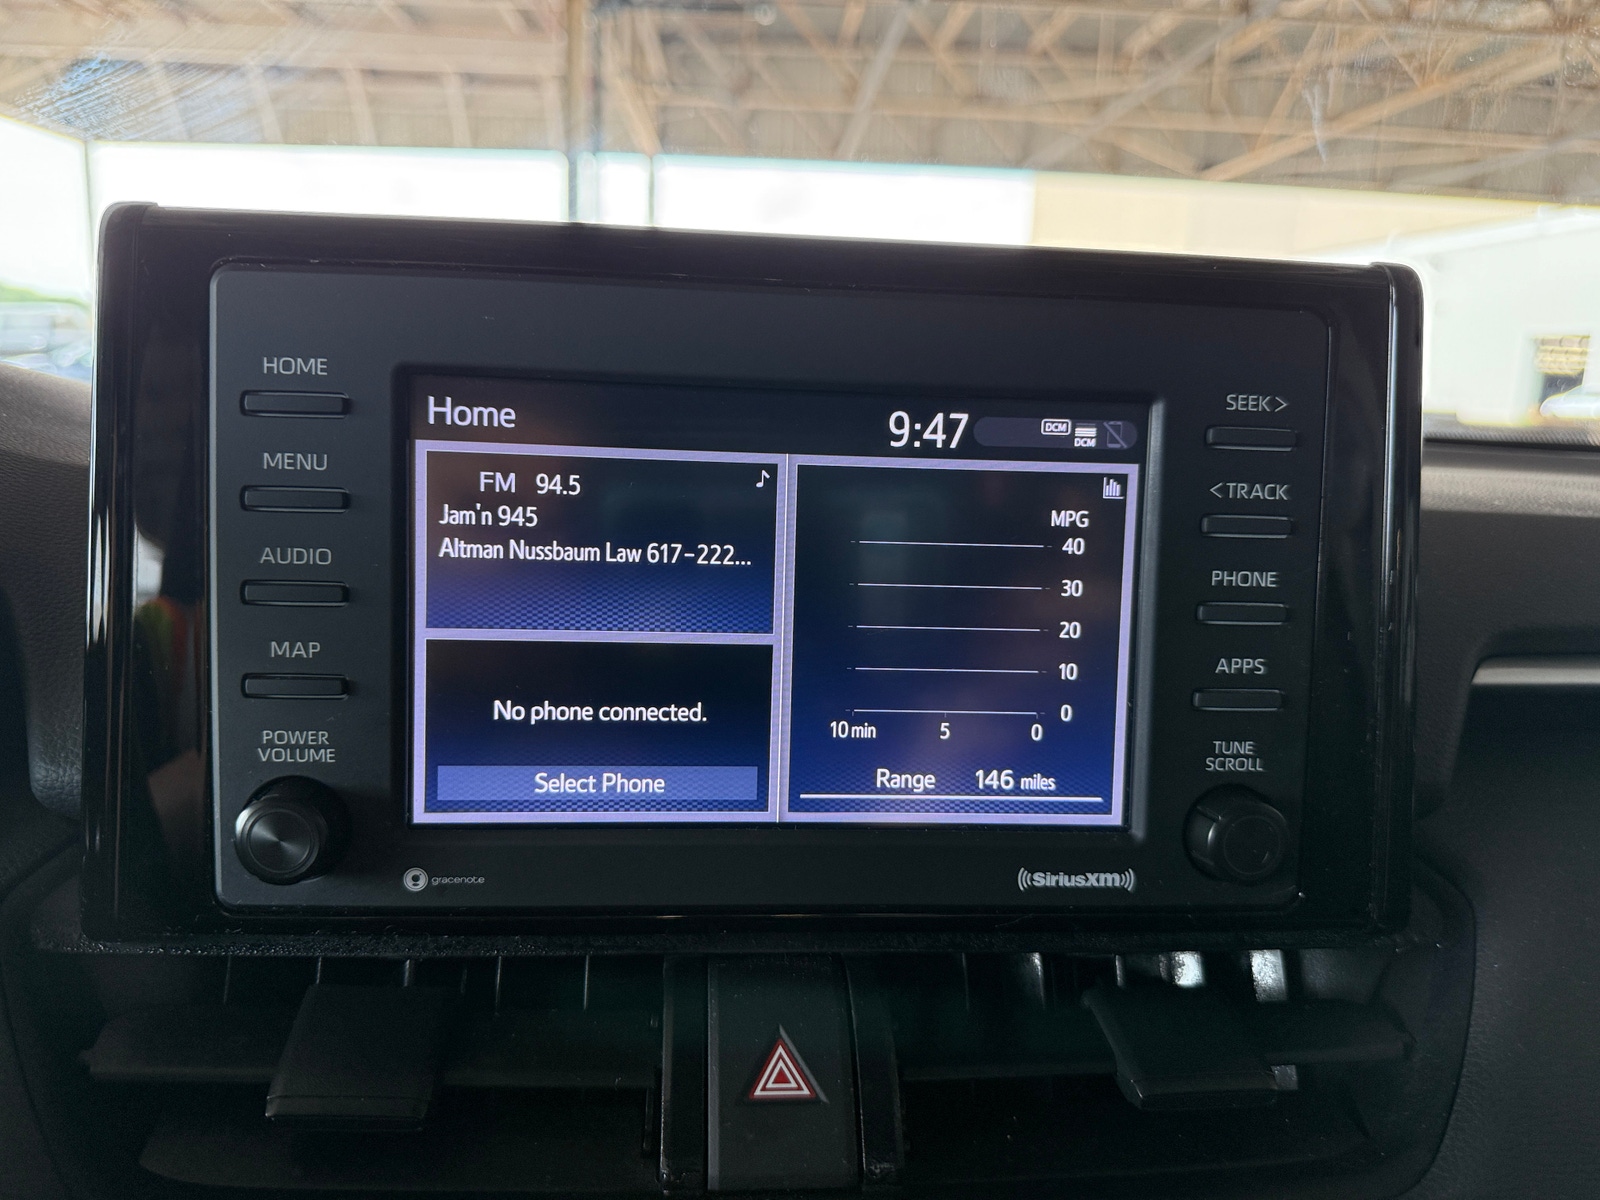 HOME
MENU
AUDIO
MAP
POWER
VOLUME
Home
9:47
DCM
DCM
FM 94.5
Jam'n 945
Altman Nussbaum Law 617-222...
No phone connected.
Select Phone
MPG
40
30
20
10
0
10 min 5 0
Range 146 miles
SEEK>
<TRACK
PHONE
APPS
TUNE
SCROLL
gracenote
((SiriusXM))